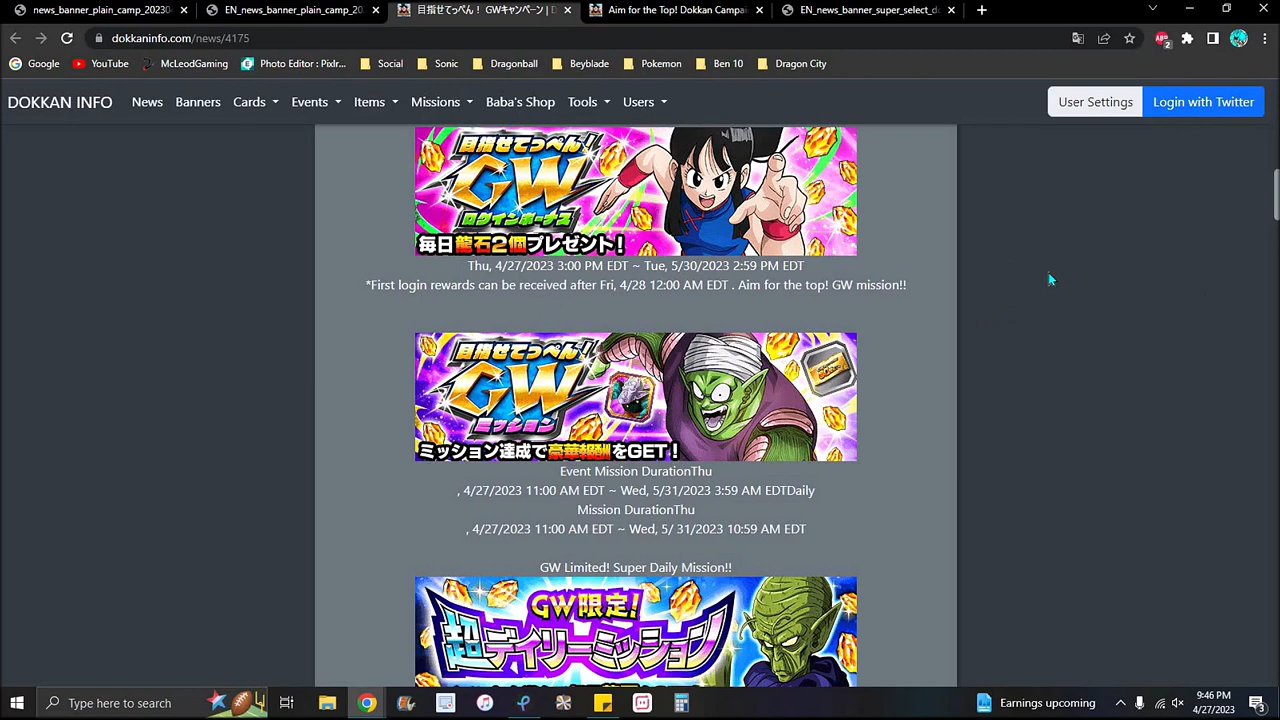 news_banner_plain_camp_20230
EN_news_banner_plain_camp_20
目指せてっぺん！ GWキャンペーン | D
Aim for the Top! Dokkan Campai
EN_news_banner_super_select_do
dokkaninfo.com/news/4175
ABP
2
Google
YouTube
McLeodGaming
Photo Editor : Pixlr...
Social
Sonic
Dragonball
Beyblade
Pokemon
Ben 10
Dragon City
DOKKAN INFO
News
Banners
Cards
Events
Items
Missions
Baba's Shop
Tools
Users
User Settings
Login with Twitter
目指せてっぺん!
GW
ログインボーナス
毎日龍石2個プレゼント!
Thu, 4/27/2023 3:00 PM EDT ~ Tue, 5/30/2023 2:59 PM EDT
*First login rewards can be received after Fri, 4/28 12:00 AM EDT . Aim for the top! GW mission!!
目指せてっぺん!
GW
ミッション
ミッション達成で豪華報酬をGET!
Event Mission DurationThu
, 4/27/2023 11:00 AM EDT ~ Wed, 5/31/2023 3:59 AM EDTDaily
Mission DurationThu
, 4/27/2023 11:00 AM EDT ~ Wed, 5/ 31/2023 10:59 AM EDT
GW Limited! Super Daily Mission!!
GW限定!
超デイリーミッション
Type here to search
Earnings upcoming
9:46 PM
4/27/2023
3